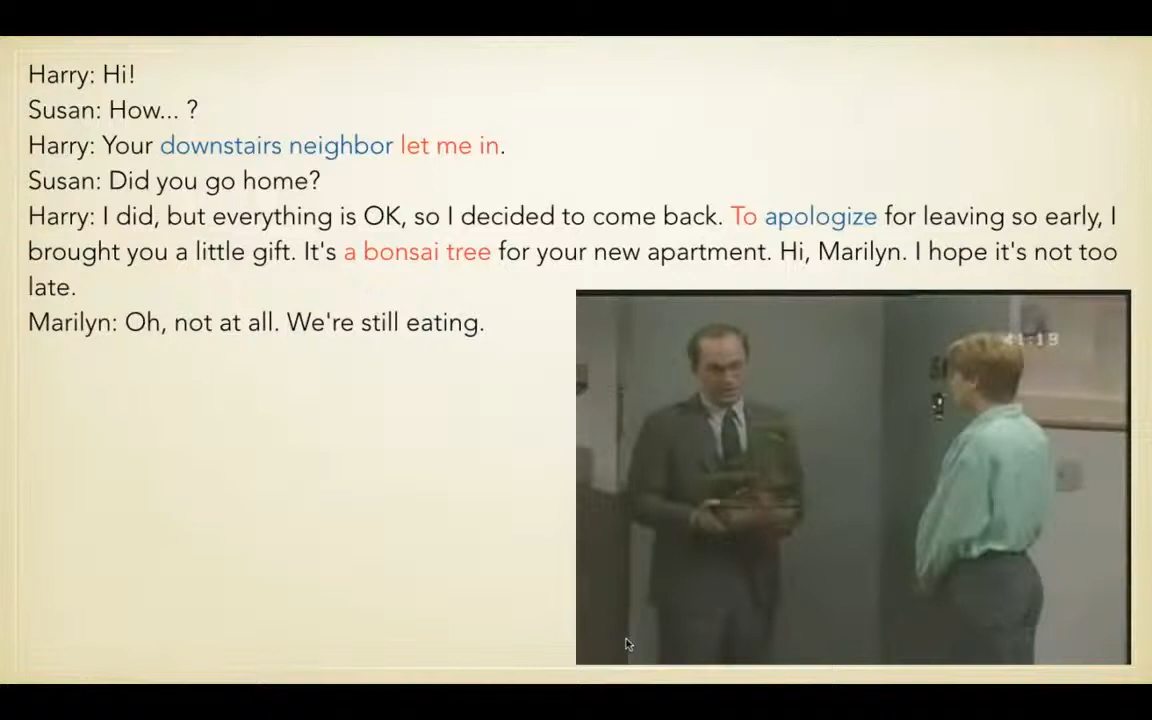 Harry: Hi!
Susan: How... ?
Harry: Your downstairs neighbor let me in.
Susan: Did you go home?
Harry: I did, but everything is OK, so I decided to come back. To apologize for leaving so early, I
brought you a little gift. It's a bonsai tree for your new apartment. Hi, Marilyn. I hope it's not too
late.
Marilyn: Oh, not at all. We're still eating.